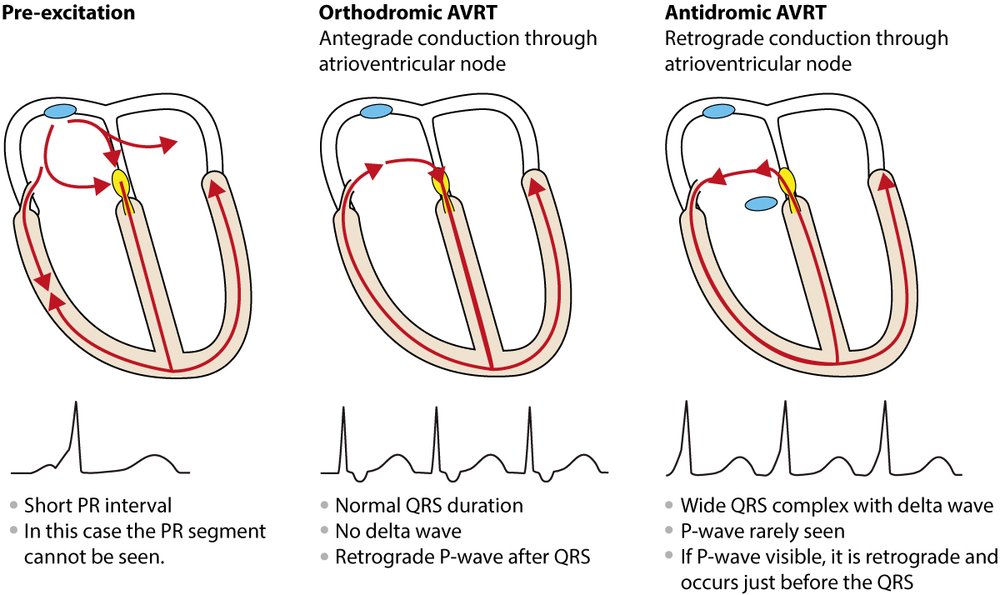 Pre-excitation
Orthodromic AVRT
Antegrade conduction through
atrioventricular node
Antidromic AVRT
Retrograde conduction through
atrioventricular node
• Short PR interval
• In this case the PR segment
cannot be seen.
• Normal QRS duration
• No delta wave
• Retrograde P-wave after QRS
• Wide QRS complex with delta wave
• P-wave rarely seen
• If P-wave visible, it is retrograde and
occurs just before the QRS